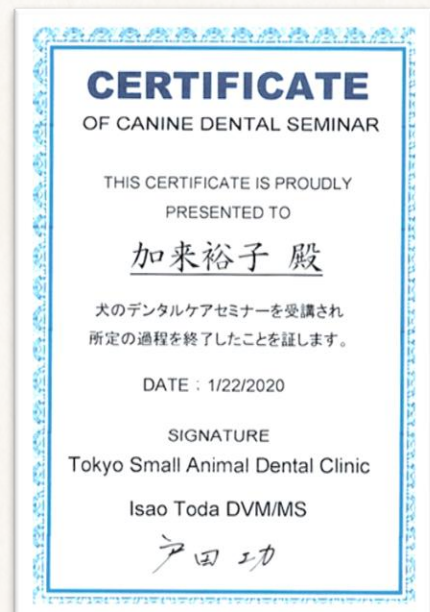 CERTIFICATE
OF CANINE DENTAL SEMINAR
THIS CERTIFICATE IS PROUDLY
PRESENTED TO
加来裕子 殿
犬のデンタルケアセミナーを受講され
所定の過程を終了したことを証します。
DATE : 1/22/2020
SIGNATURE
Tokyo Small Animal Dental Clinic
Isao Toda DVM/MS
戸田 功